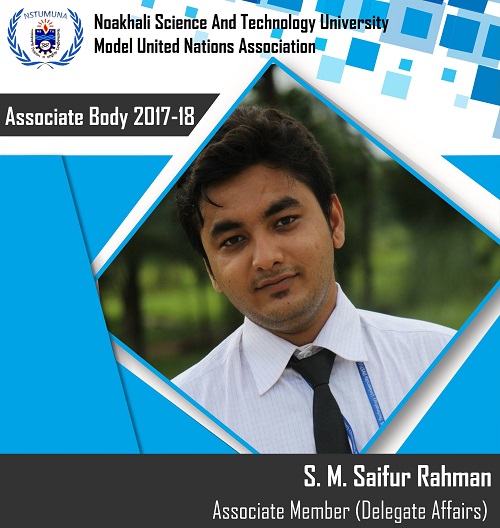 NSTUMUNA
Noakhali Science And Technology University
Model United Nations Association
Associate Body 2017-18
S. M. Saifur Rahman
Associate Member (Delegate Affairs)